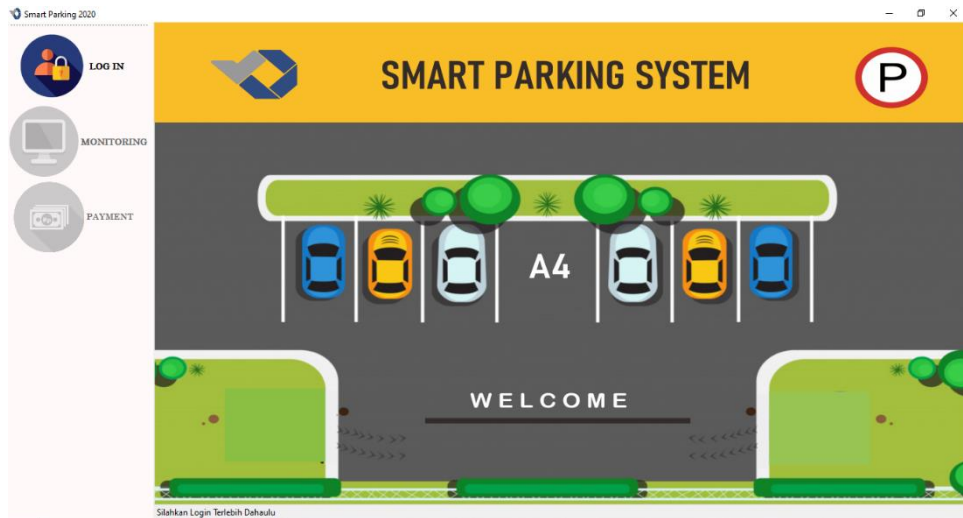 Smart Parking 2020
LOG IN
MONITORING
PAYMENT
SMART PARKING SYSTEM
P
A4
WELCOME
Silahkan Login Terlebih Dahaulu